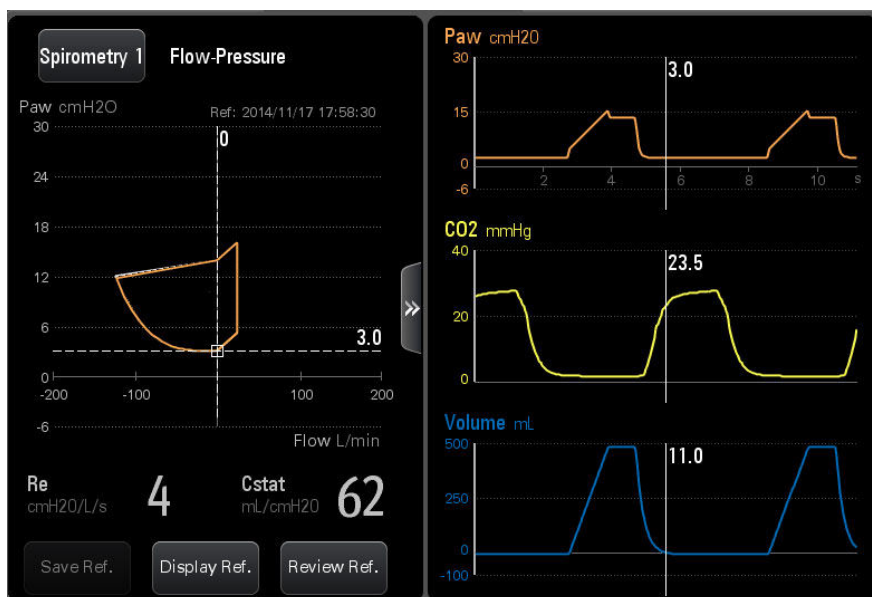 Spirometry 1
Flow-Pressure
Paw cmH2O
Ref: 2014/11/17 17:58:30
30
0
24
18
12
6
3.0
0
-200
-100
100
200
-6
Flow L/min
Re
cmH20/L/s
4
Cstat
mL/cmH20
62
Save Ref.
Display Ref.
Review Ref.
»
Paw cmH20
30
3.0
15
0
2
4
6
8
10
s
-6
CO2 mmHg
40
23.5
20
0
Volume mL
500
11.0
250
0
-100